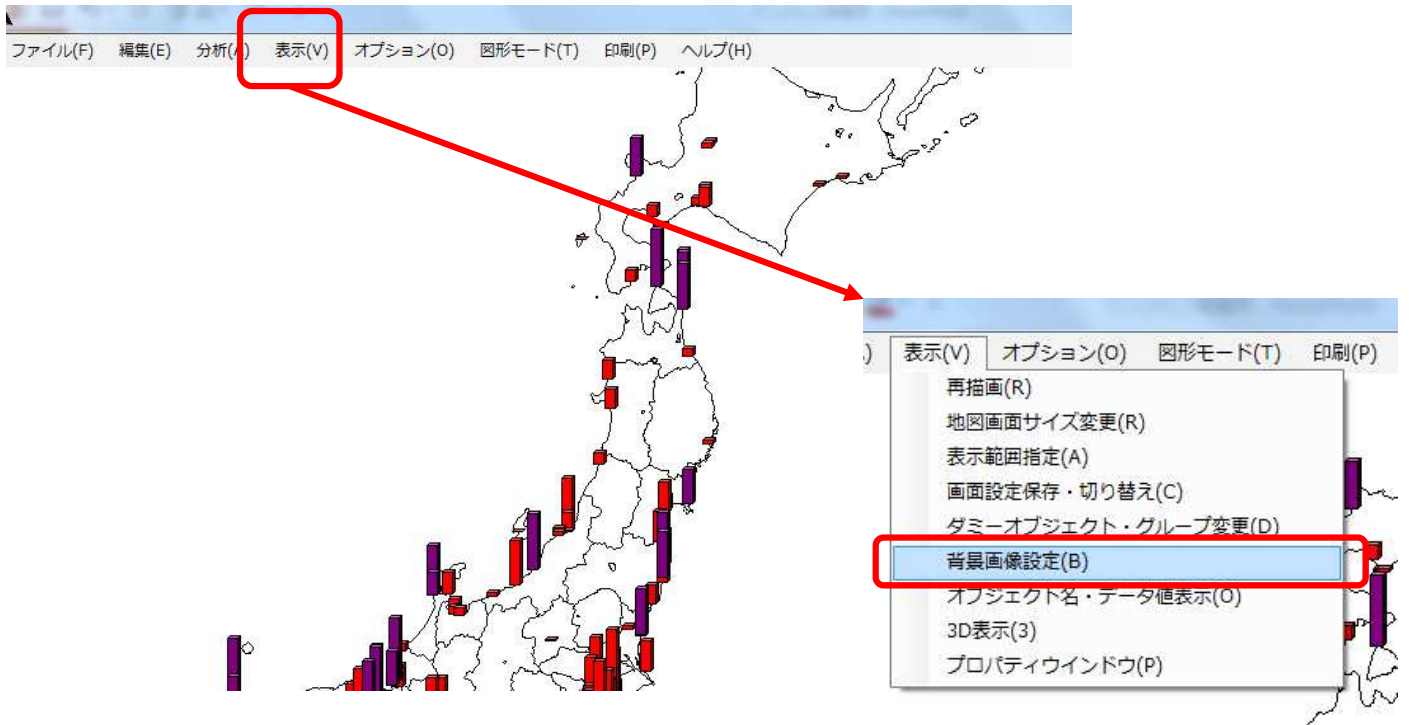 ファイル(F) 編集(E) 分析(A) 表示(V) オプション(O) 図形モード(T) 印刷(P) ヘルプ(H)
表示(V) オプション(O) 図形モード(T) 印刷(P)
再描画(R)
地図画面サイズ変更(R)
表示範囲指定(A)
画面設定保存・切り替え(C)
ダミーオブジェクト・グループ変更(D)
背景画像設定(B)
オブジェクト名・データ値表示(O)
3D表示(3)
プロパティウインドウ(P)